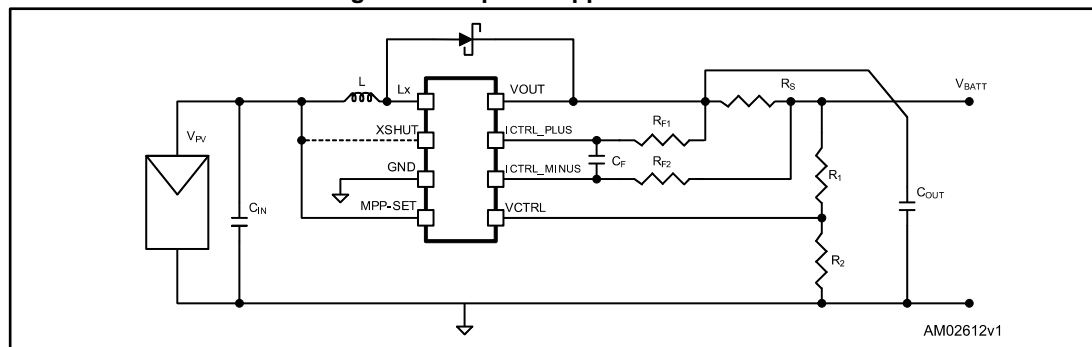 L
Lx
VOUT
RS
VBATT
VPV
XSHUT
ICTRL_PLUS
RF1
CF
GND
ICTRL_MINUS
RF2
R1
CIN
MPP-SET
VCTRL
COUT
R2
AM02612v1